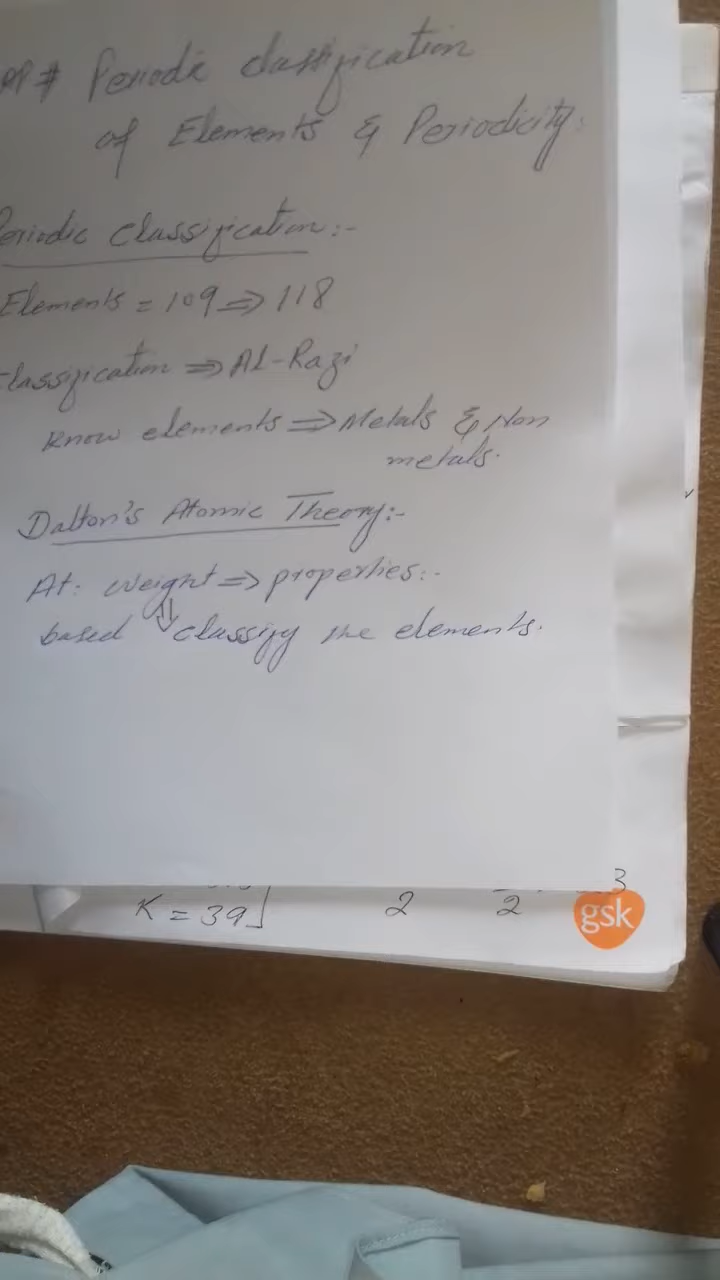 # Periodic classification
of Elements & Periodicity:
Periodic Classification:-
Elements = 109 ⇒ 118
Classification ⇒ Al-Razi
Know elements ⇒ Metals & Non
metals.
Dalton's Atomic Theory:-
At: weight ⇒ properties:-
based ⇓ classify the elements.
3
K = 39] 2 2
gsk